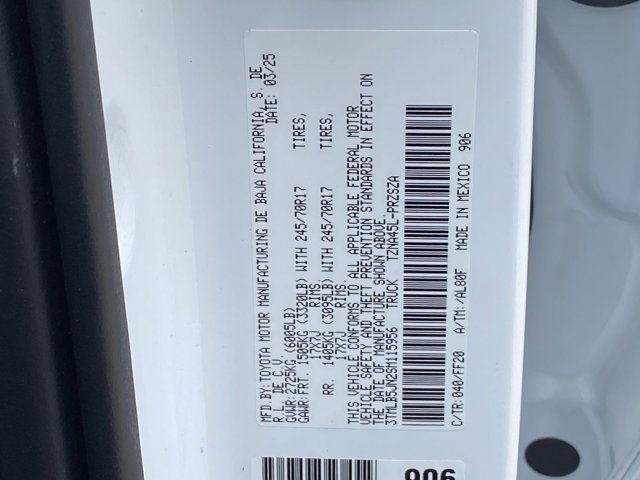 MFD.BY:TOYOTA MOTOR MANUFACTURING DE BAJA CALIFORNIA,S. DE
R.L. DE C.V. DATE: 03/25
GVWR:2725KG(6005LB)
GAWR:FRT. 1505KG(3320LB) WITH 245/70R17 TIRES,
17X7J RIMS.
RR. 1405KG(3095LB) WITH 245/70R17 TIRES,
17X7J RIMS.
THIS VEHICLE CONFORMS TO ALL APPLICABLE FEDERAL MOTOR
VEHICLE SAFETY AND THEFT PREVENTION STANDARDS IN EFFECT ON
THE DATE OF MANUFACTURE SHOWN ABOVE.
3TMLB5JN2SM115956 TRUCK TZNA45L-PRZSZA
C/TR:040/FF20 A/TM:/AL80F MADE IN MEXICO 906
906